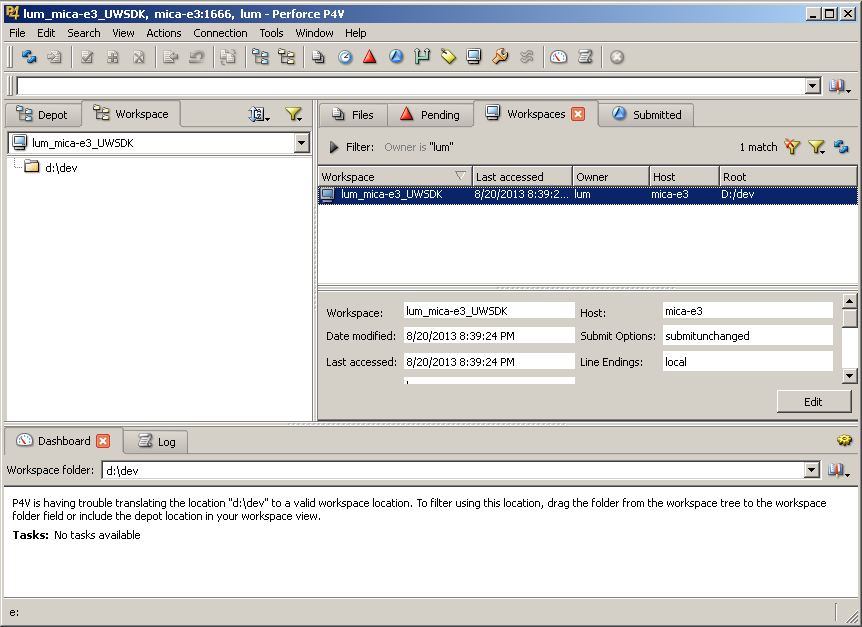 lum_mica-e3_UWSDK, mica-e3:1666, lum - Perforce P4V
File Edit Search View Actions Connection Tools Window Help
Depot Workspace
lum_mica-e3_UWSDK
d:\dev
Files Pending Workspaces Submitted
Filter: Owner is "lum" 1 match
Workspace Last accessed Owner Host Root
lum_mica-e3_UWSDK 8/20/2013 8:39:2... lum mica-e3 D:/dev
Workspace: lum_mica-e3_UWSDK Host: mica-e3
Date modified: 8/20/2013 8:39:24 PM Submit Options: submitunchanged
Last accessed: 8/20/2013 8:39:24 PM Line Endings: local
Edit
Dashboard Log
Workspace folder: d:\dev
P4V is having trouble translating the location "d:\dev" to a valid workspace location. To filter using this location, drag the folder from the workspace tree to the workspace
folder field or include the depot location in your workspace view.
Tasks: No tasks available
e: